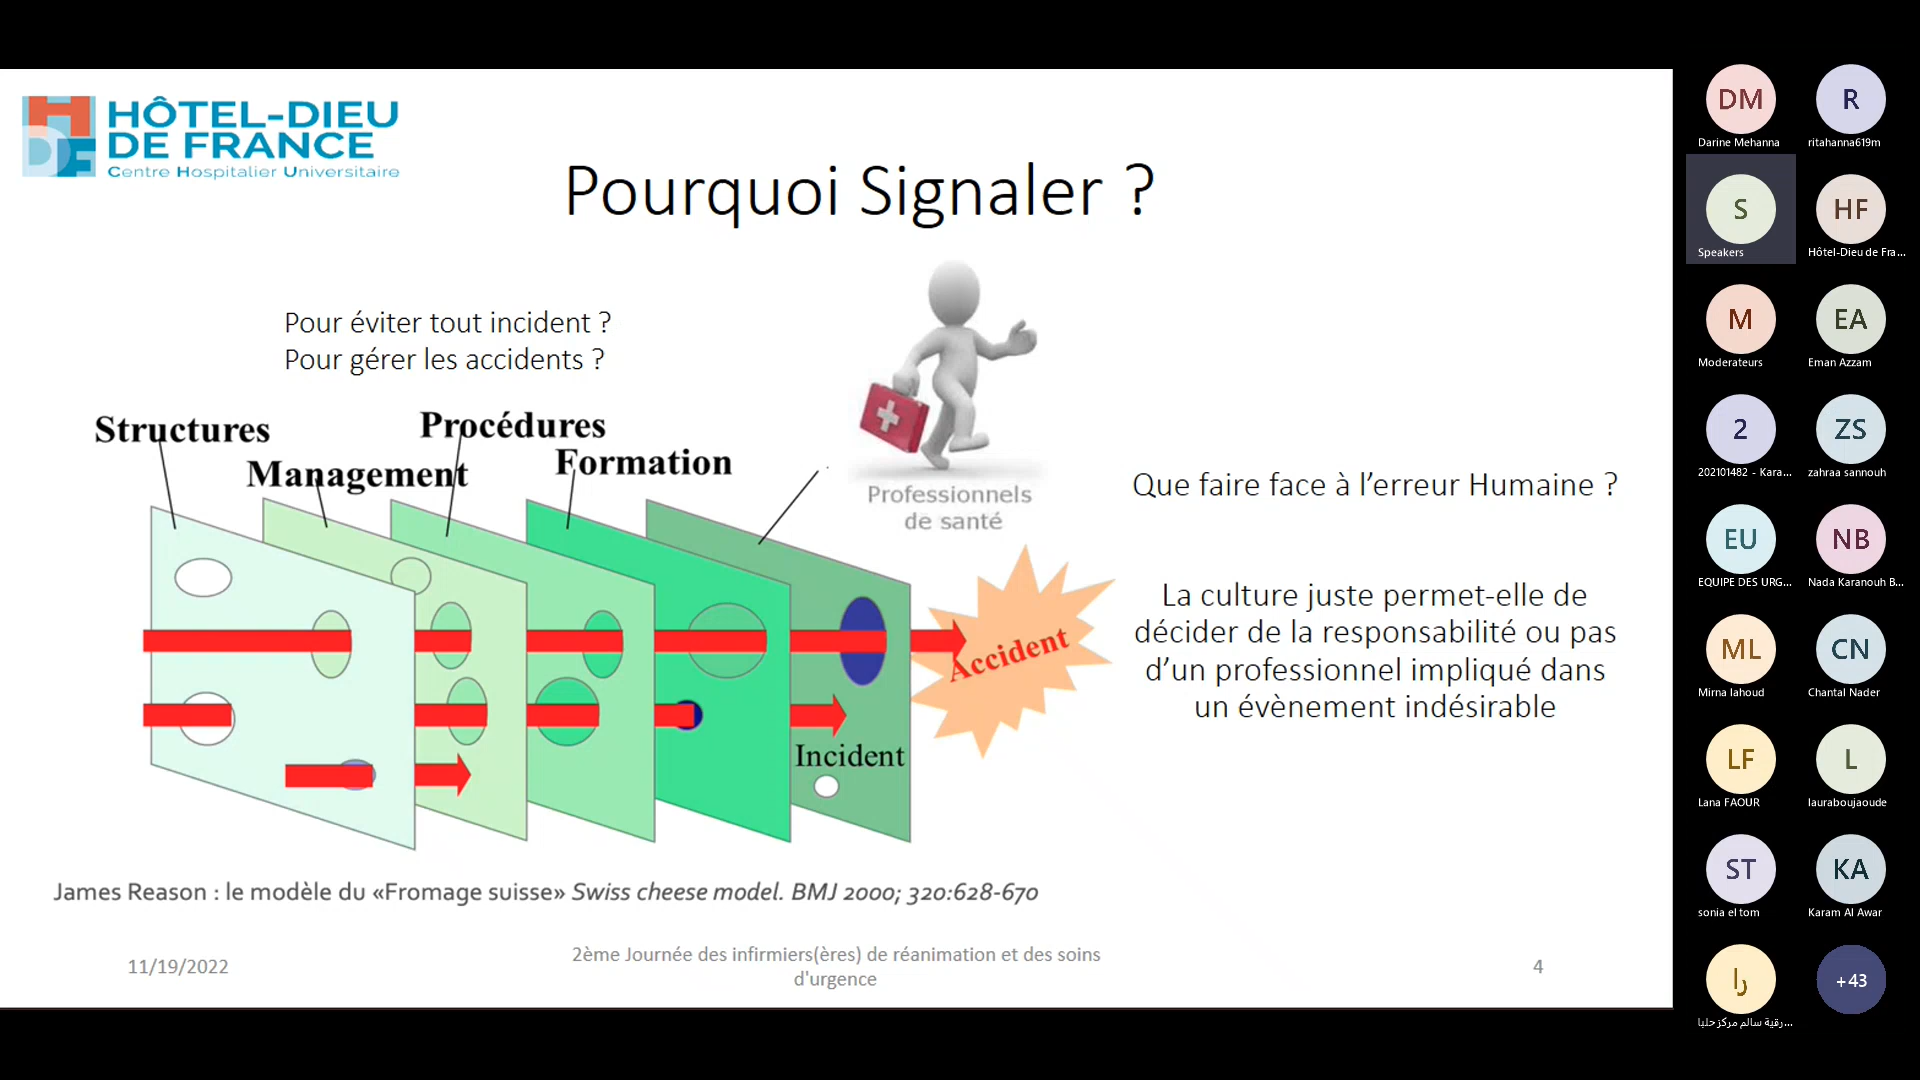 HÔTEL-DIEU
DE FRANCE
Centre Hospitalier Universitaire
Pourquoi Signaler ?
Pour éviter tout incident ?
Pour gérer les accidents ?
Structures
Procédures
Management
Formation
Professionnels
de santé
Accident
Incident
Que faire face à l’erreur Humaine ?
La culture juste permet-elle de
décider de la responsabilité ou pas
d’un professionnel impliqué dans
un évènement indésirable
James Reason : le modèle du «Fromage suisse» Swiss cheese model. BMJ 2000; 320:628-670
11/19/2022
2ème Journée des infirmiers(ères) de réanimation et des soins
d'urgence
4
DM
Darine Mehanna
R
ritahanna619m
S
Speakers
HF
Hôtel-Dieu de Fra...
M
Moderateurs
EA
Eman Azzam
2
202101482 - Kara...
ZS
zahraa sannouh
EU
EQUIPE DES URG...
NB
Nada Karanouh B...
ML
Mirna lahoud
CN
Chantal Nader
LF
Lana FAOUR
L
lauraboujaoude
ST
sonia el tom
KA
Karam Al Awar
را
رقية سالم مركز حلبا...
+43